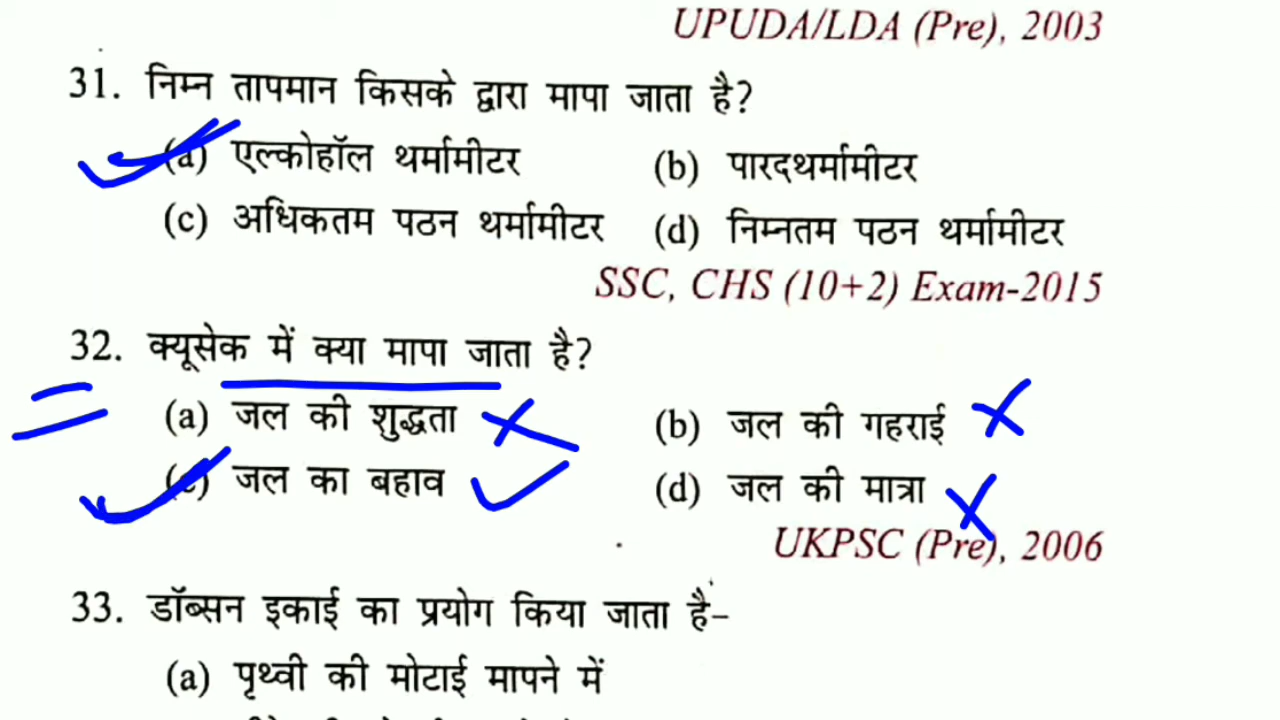 UPUDA/LDA (Pre), 2003
31. निम्न तापमान किसके द्वारा मापा जाता है?
(a) एल्कोहॉल थर्मामीटर (b) पारदथर्मामीटर
(c) अधिकतम पठन थर्मामीटर (d) निम्नतम पठन थर्मामीटर
SSC, CHS (10+2) Exam-2015
32. क्यूसेक में क्या मापा जाता है?
(a) जल की शुद्धता (b) जल की गहराई
(c) जल का बहाव (d) जल की मात्रा
UKPSC (Pre), 2006
33. डॉब्सन इकाई का प्रयोग किया जाता है–
(a) पृथ्वी की मोटाई मापने में